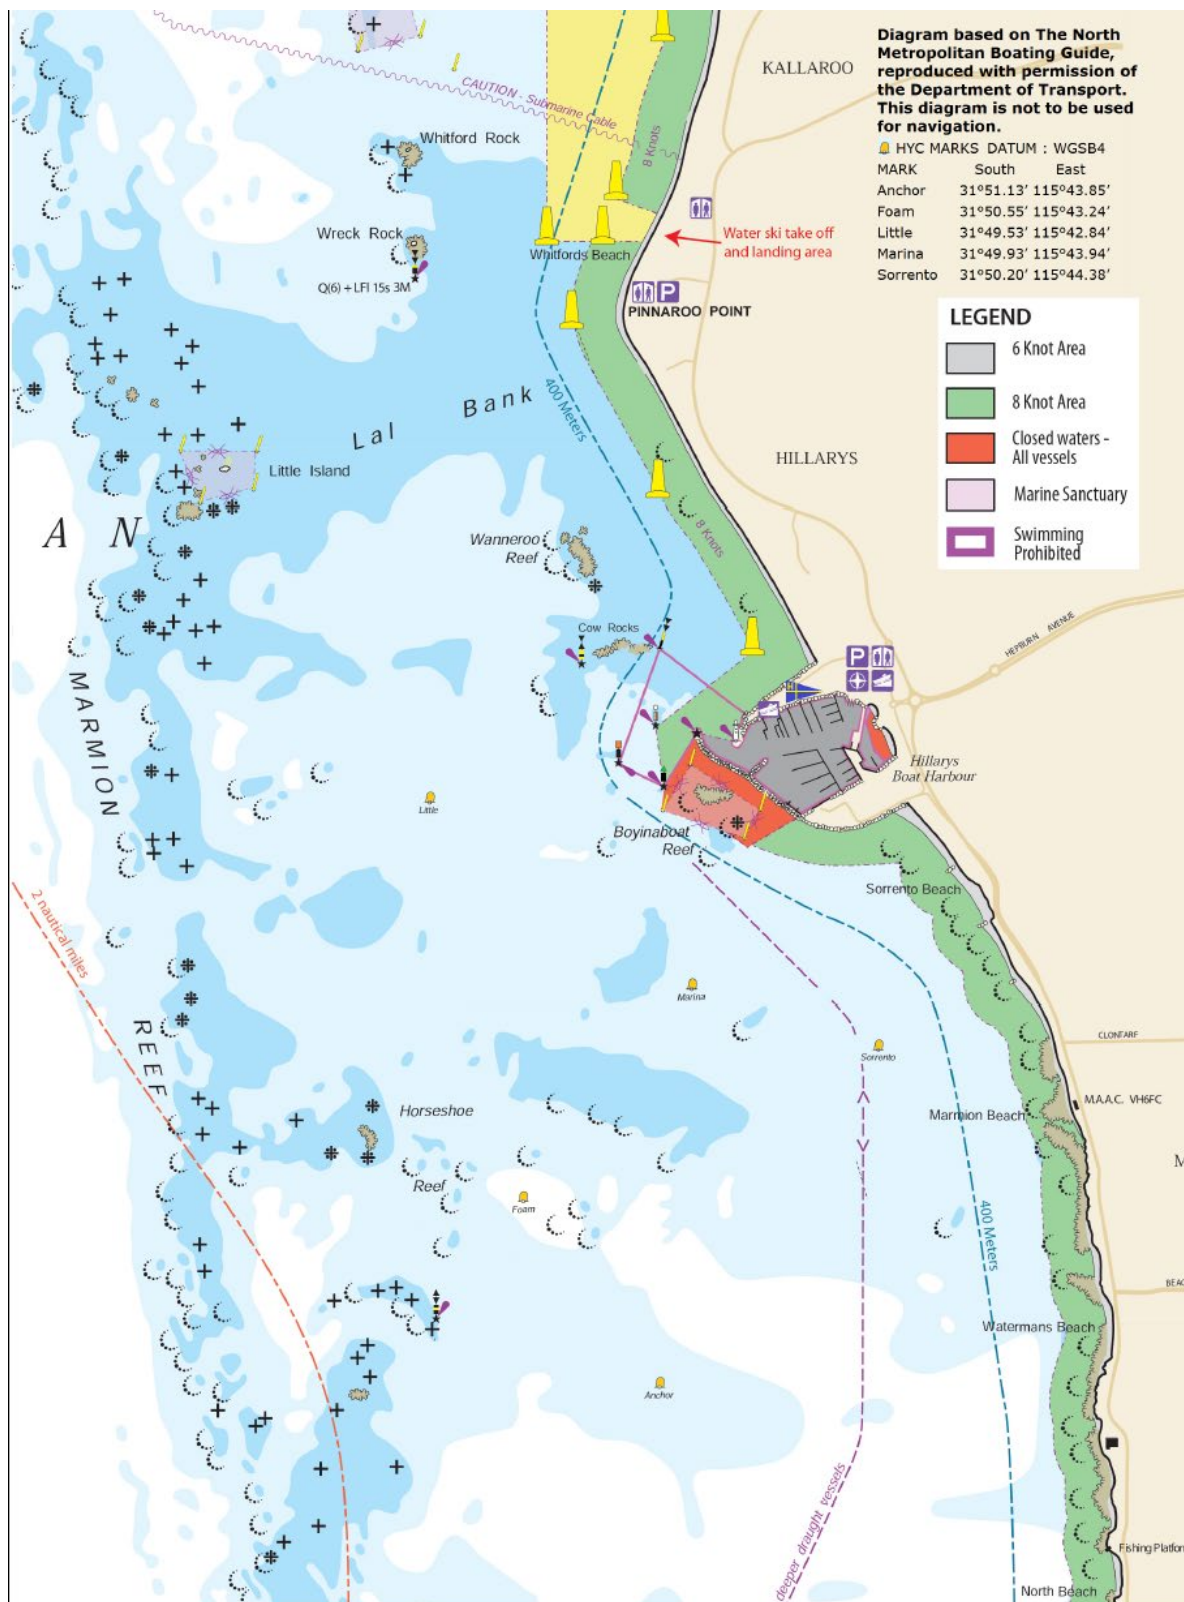 Diagram based on The North
Metropolitan Boating Guide,
reproduced with permission of
the Department of Transport.
This diagram is not to be used
for navigation.
HYC MARKS DATUM : WGSB4
MARK South East
Anchor 31°51.13' 115°43.85'
Foam 31°50.55' 115°43.24'
Little 31°49.53' 115°42.84'
Marina 31°49.93' 115°43.94'
Sorrento 31°50.20' 115°44.38'
LEGEND
6 Knot Area
8 Knot Area
Closed waters -
All vessels
Marine Sanctuary
Swimming
Prohibited
KALLAROO
CAUTION - Submarine Cable
8 Knots
Whitford Rock
Wreck Rock
Q(6) + LFl 15s 3M
Whitfords Beach
Water ski take off
and landing area
P
PINNAROO POINT
400 Meters
Lal Bank
HILLARYS
Little Island
A N
8 Knots
Wanneroo
Reef
Cow Rocks
HEPBURN AVENUE
P
MARMION
Hillarys
Boat Harbour
Little
Boyinaboat
Reef
Sorrento Beach
2 nautical miles
Marina
REEF
Sorrento
CLONTARF
Horseshoe
Reef
Marmion Beach
M.A.A.C. VH6FC
M
Foam
400 Meters
BEAC
Watermans Beach
Anchor
deeper draught vessels
Fishing Platfor
North Beach